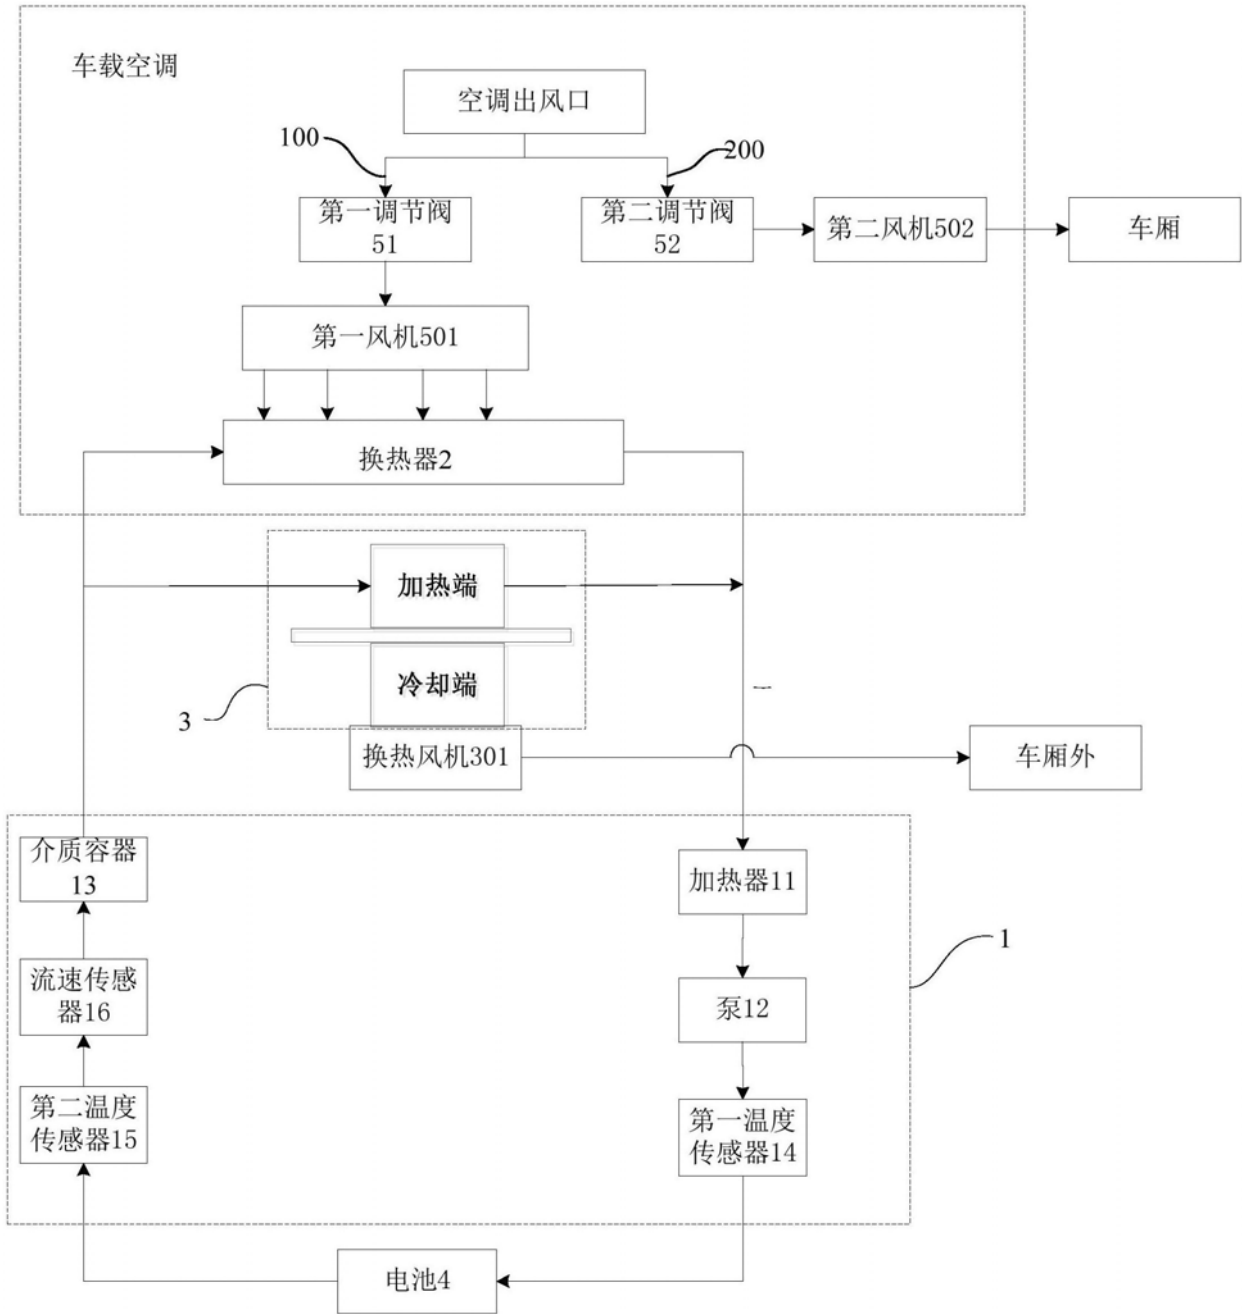 车载空调
空调出风口
100
200
第一调节阀
51
第二调节阀
52
第二风机502
车厢
第一风机501
换热器2
加热端
冷却端
3
换热风机301
车厢外
介质容器
13
加热器11
1
流速传感
器16
泵12
第二温度
传感器15
第一温度
传感器14
电池4